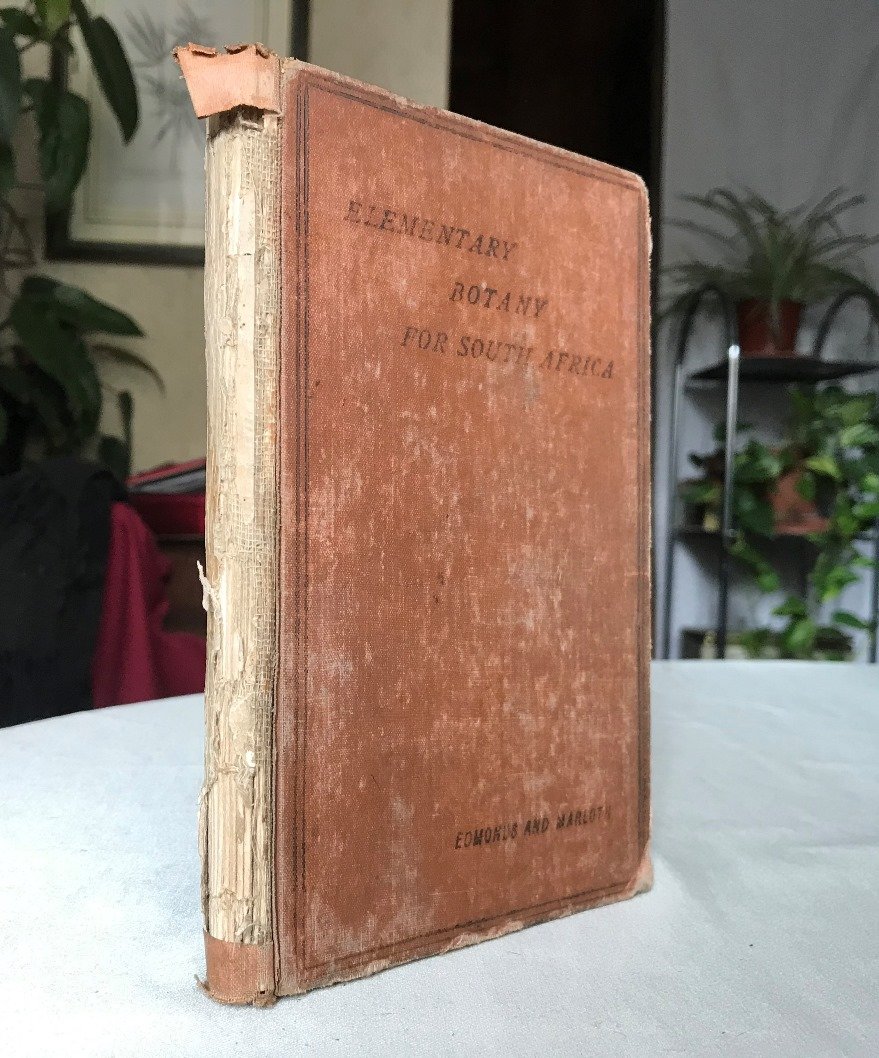 ELEMENTARY
BOTANY
FOR SOUTH AFRICA
EDMONDS AND MARLOTH